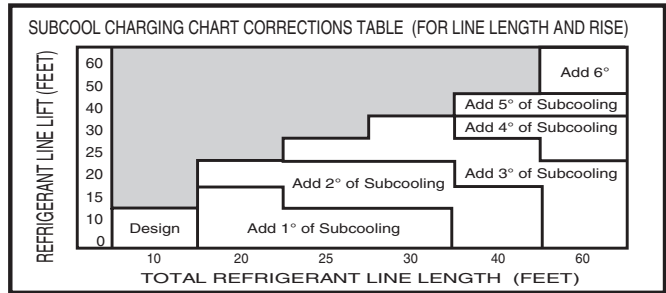 SUBCOOL CHARGING CHART CORRECTIONS TABLE (FOR LINE LENGTH AND RISE)
REFRIGERANT LINE LIFT (FEET)
60
50
40
30
25
20
15
10
0
Add 6°
Add 5° of Subcooling
Add 4° of Subcooling
Add 3° of Subcooling
Add 2° of Subcooling
Design
Add 1° of Subcooling
10 20 25 30 40 60
TOTAL REFRIGERANT LINE LENGTH (FEET)